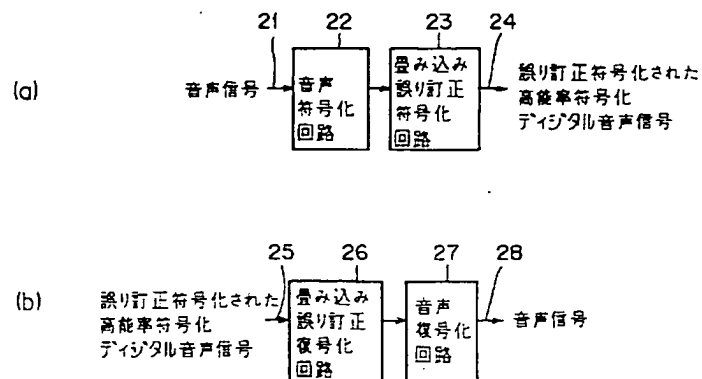 21 22 23 24
(a)
音声信号
音声
符号化
回路
畳み込み
誤り訂正
符号化
回路
誤り訂正符号化された
高能率符号化
ディジタル音声信号
25 26 27 28
(b)
誤り訂正符号化された
高能率符号化
ディジタル音声信号
畳み込み
誤り訂正
復号化
回路
音声
復号化
回路
音声信号